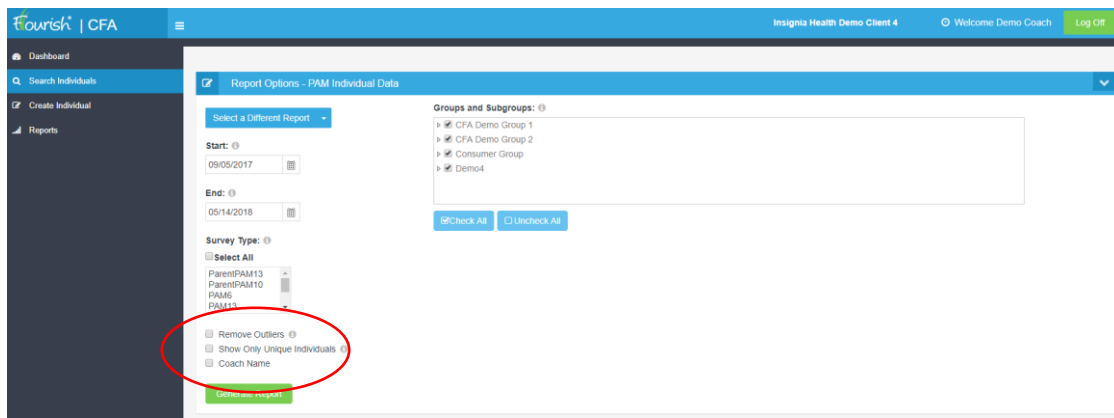 Flourish | CFA
Insignia Health Demo Client 4
Welcome Demo Coach
Log Off
Dashboard
Search Individuals
Create Individual
Reports
Report Options - PAM Individual Data
Select a Different Report
Start:
09/05/2017
End:
05/14/2018
Survey Type:
Select All
ParentPAM13
ParentPAM10
PAM6
PAM13
Remove Outliers
Show Only Unique Individuals
Coach Name
Generate Report
Groups and Subgroups:
CFA Demo Group 1
CFA Demo Group 2
Consumer Group
Demo4
Check All
Uncheck All